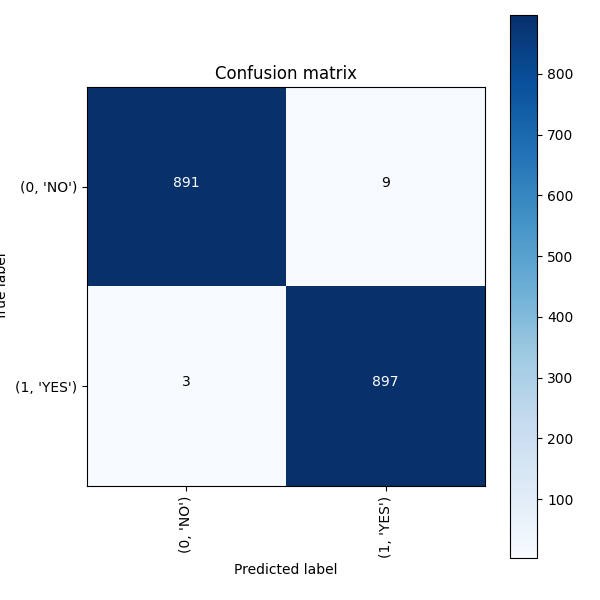 Confusion matrix
(0, 'NO')
891
9
(1, 'YES')
3
897
(0, 'NO')
(1, 'YES')
Predicted label
label
800
700
600
500
400
300
200
100